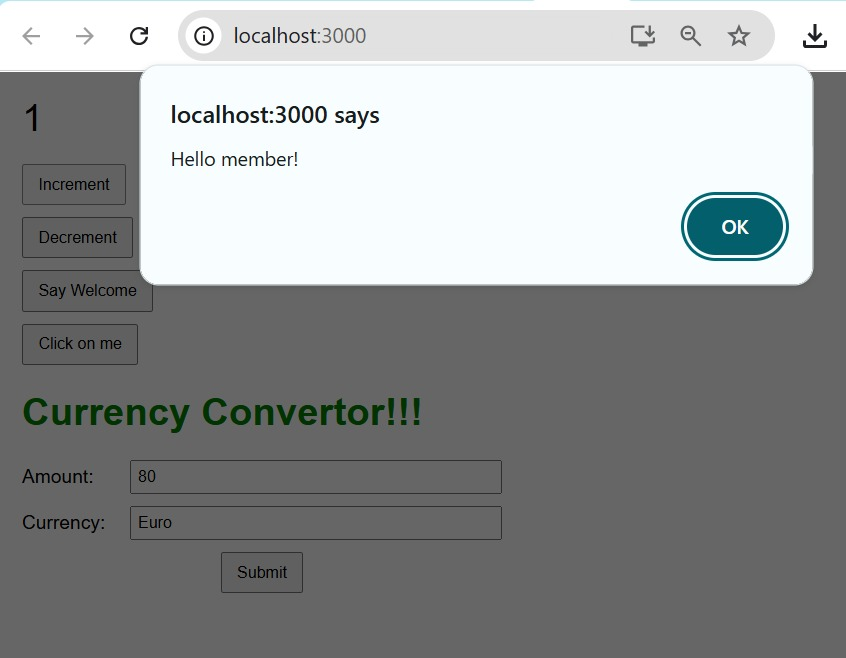 localhost:3000
localhost:3000 says
Hello member!
OK
1
Increment
Decrement
Say Welcome
Click on me
Currency Convertor!!!
Amount: 80
Currency: Euro
Submit